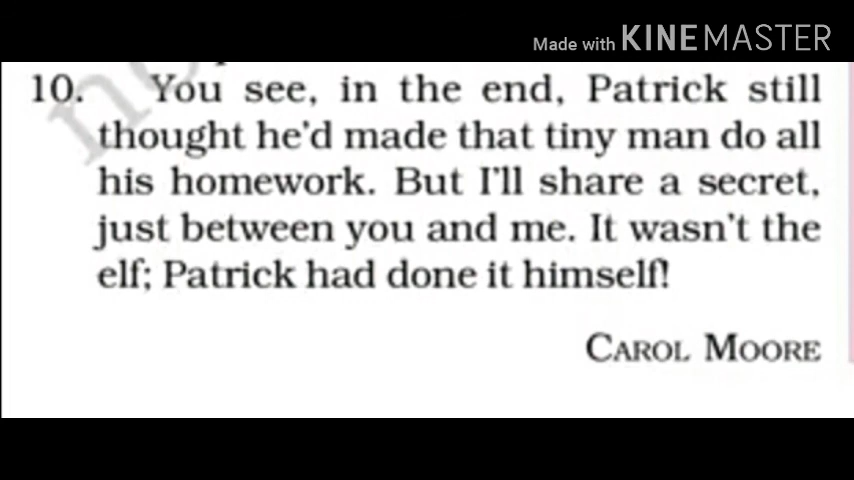 Made with KINEMASTER
10. You see, in the end, Patrick still
thought he'd made that tiny man do all
his homework. But I'll share a secret,
just between you and me. It wasn't the
elf; Patrick had done it himself!
CAROL MOORE